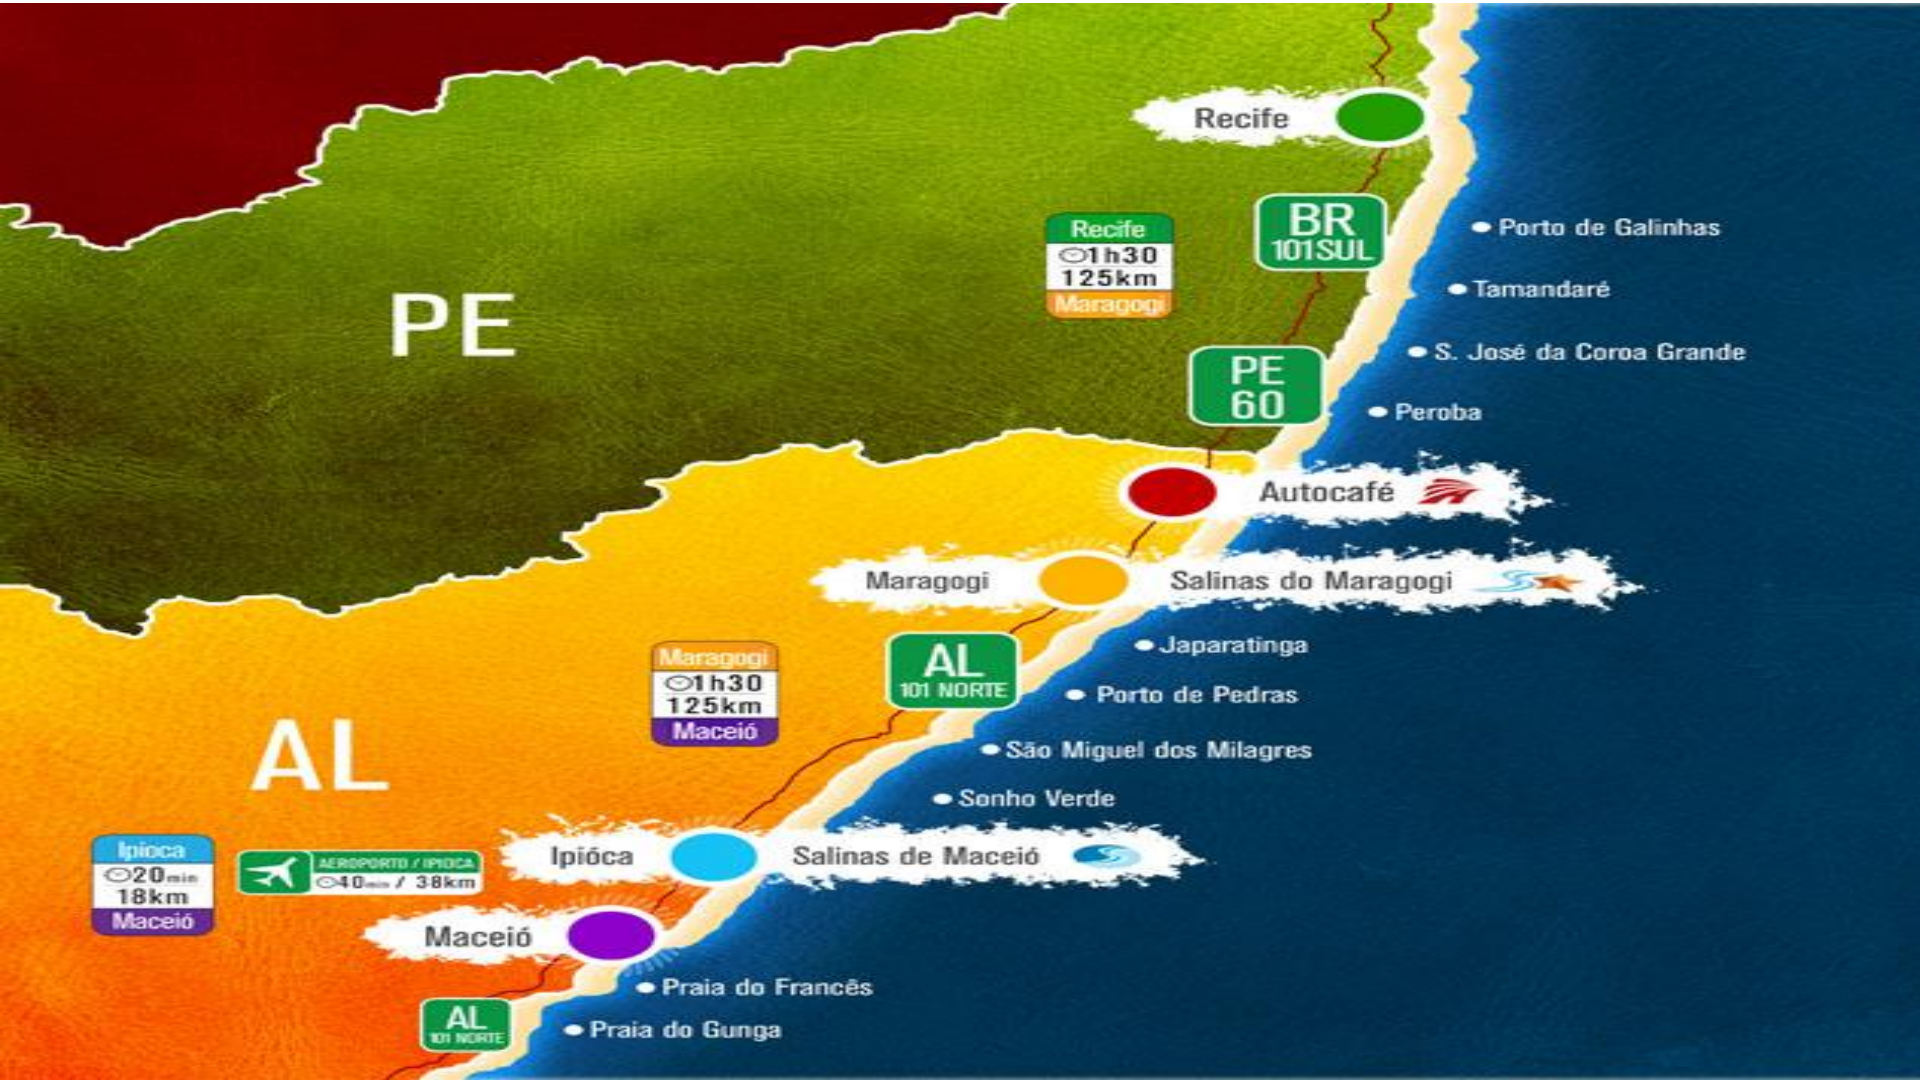 Recife
BR
101SUL
Recife
1h30
125km
Maragogi
Porto de Galinhas
Tamandaré
PE
S. José da Coroa Grande
PE
60
Peroba
Autocafé
Maragogi
Salinas do Maragogi
Japaratinga
AL
101 NORTE
Maragogi
1h30
125km
Maceió
Porto de Pedras
São Miguel dos Milagres
AL
Sonho Verde
Ipioca
20min
18km
Maceió
AEROPORTO / IPIOCA
40min / 38km
Ipióca
Salinas de Maceió
Maceió
Praia do Francês
AL
101 NORTE
Praia do Gunga